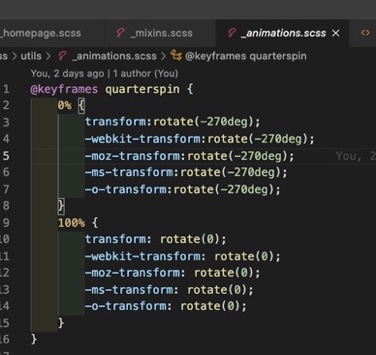 _homepage.scss _mixins.scss _animations.scss ×
ss > utils > _animations.scss > @keyframes quarterspin
You, 2 days ago | 1 author (You)
1 @keyframes quarterspin {
2 0% {
3 transform:rotate(-270deg);
4 -webkit-transform:rotate(-270deg);
5 -moz-transform:rotate(-270deg); You, 2
6 -ms-transform:rotate(-270deg);
7 -o-transform:rotate(-270deg);
8 }
9 100% {
10 transform: rotate(0);
11 -webkit-transform: rotate(0);
12 -moz-transform: rotate(0);
13 -ms-transform: rotate(0);
14 -o-transform: rotate(0);
15 }
16 }